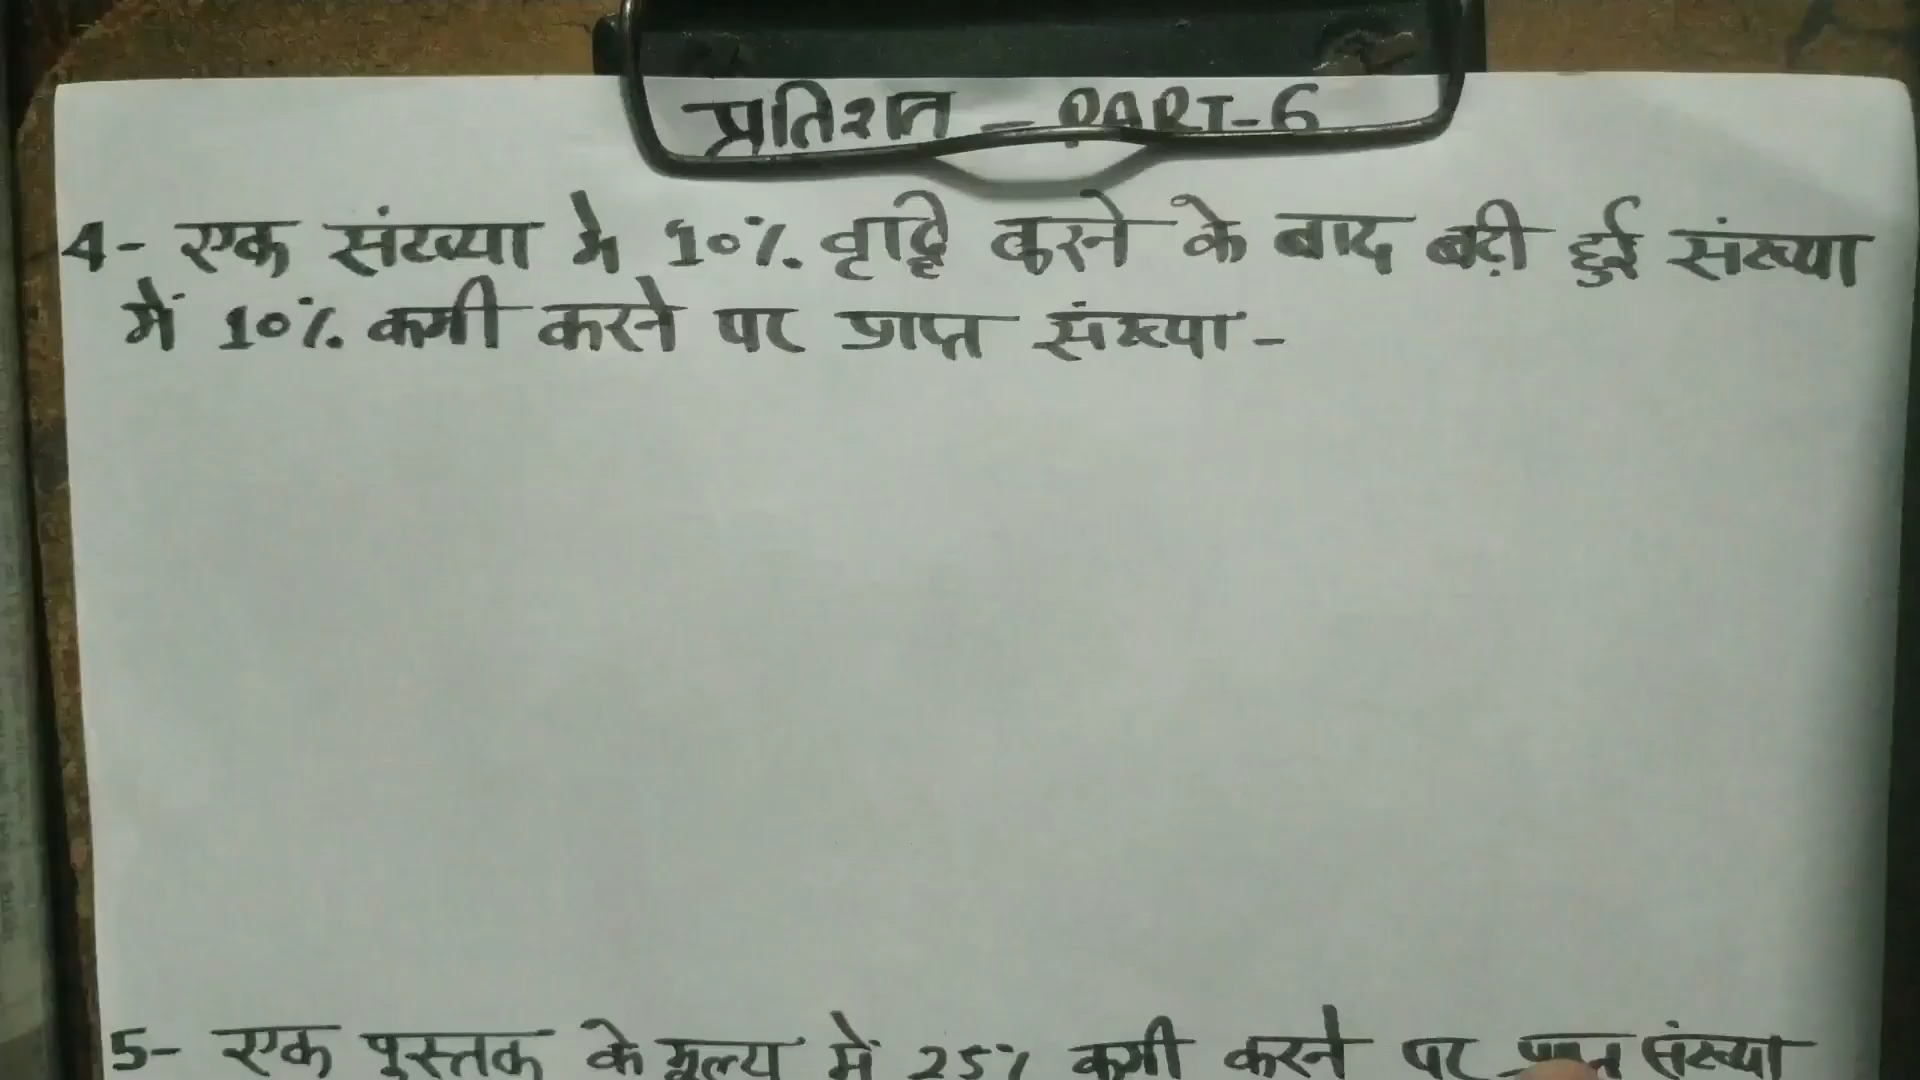 प्रतिशत - PART-6
4- एक संख्या में 10% वृद्धि करने के बाद बढ़ी हुई संख्या
में 10% कमी करने पर प्राप्त संख्या -
5- एक पुस्तक के मूल्य में 25% कमी करने पर प्राप्त संख्या